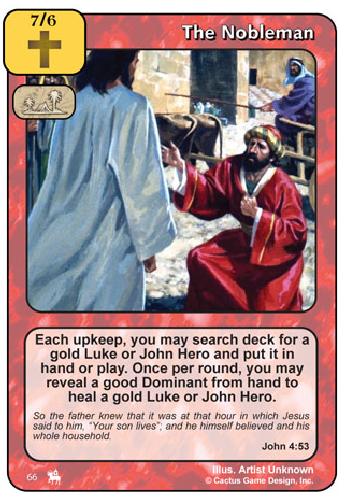 7/6
The Nobleman
Each upkeep, you may search deck for a
gold Luke or John Hero and put it in
hand or play. Once per round, you may
reveal a good Dominant from hand to
heal a gold Luke or John Hero.
So the father knew that it was at that hour in which Jesus
said to him, “Your son lives”; and he himself believed and his
whole household.
John 4:53
66
Illus. Artist Unknown
© Cactus Game Design, Inc.